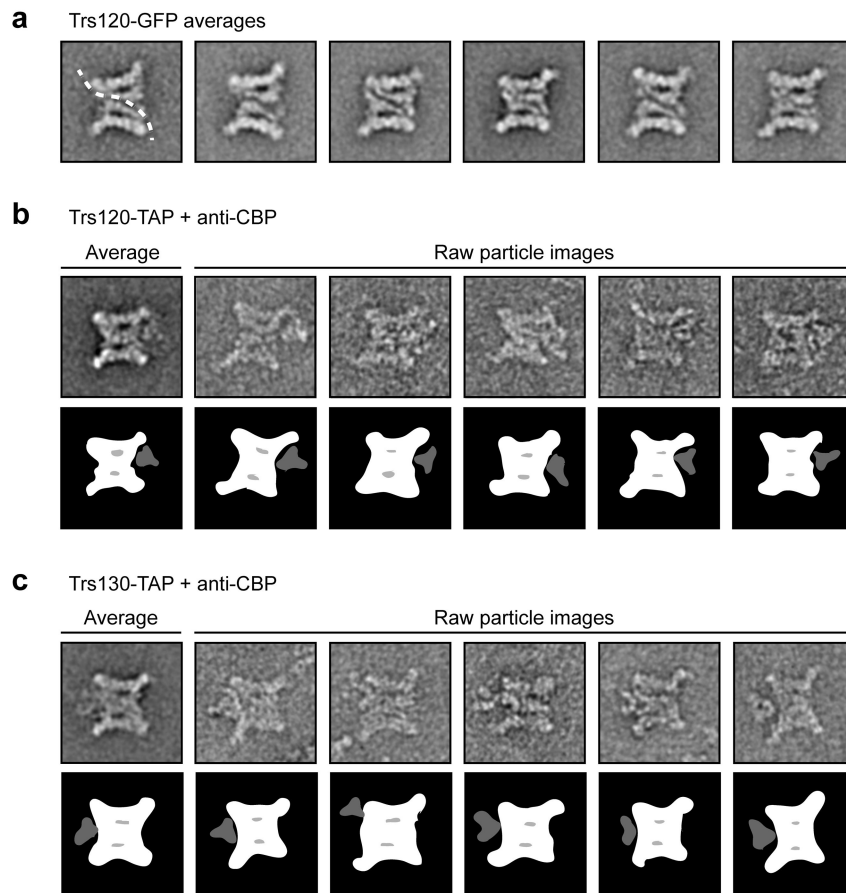 a Trs120-GFP averages
b Trs120-TAP + anti-CBP
Average Raw particle images
c Trs130-TAP + anti-CBP
Average Raw particle images